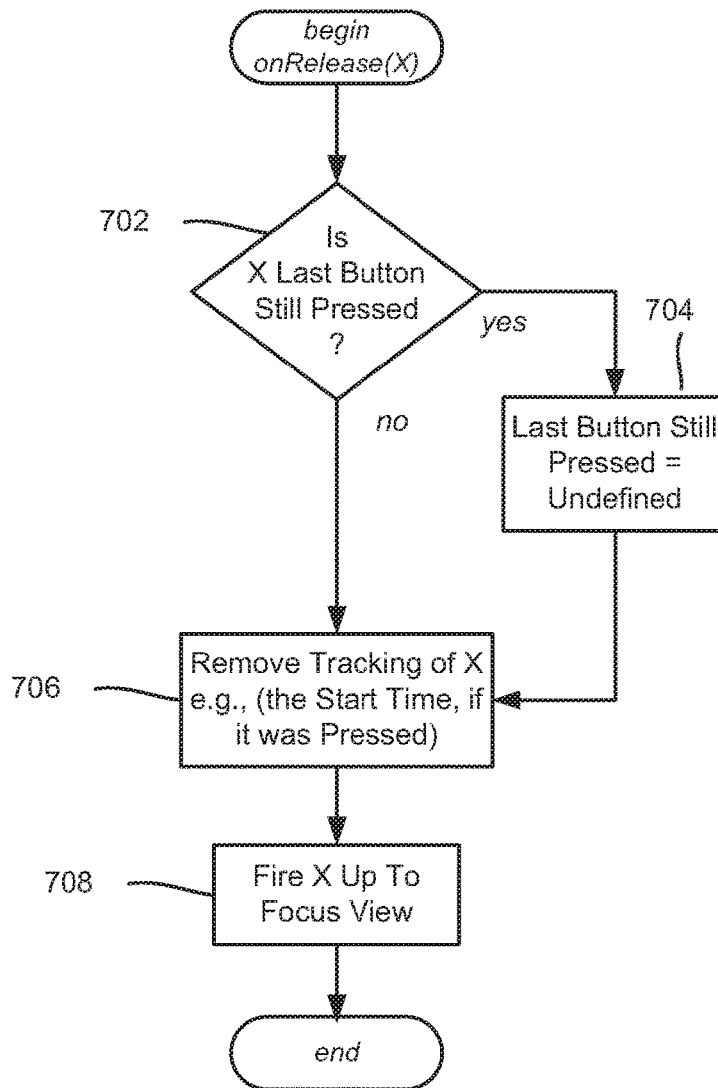 begin
onRelease(X)
702
Is
X Last Button
Still Pressed
?
yes
704
no
Last Button Still
Pressed =
Undefined
706
Remove Tracking of X
e.g., (the Start Time, if
it was Pressed)
708
Fire X Up To
Focus View
end